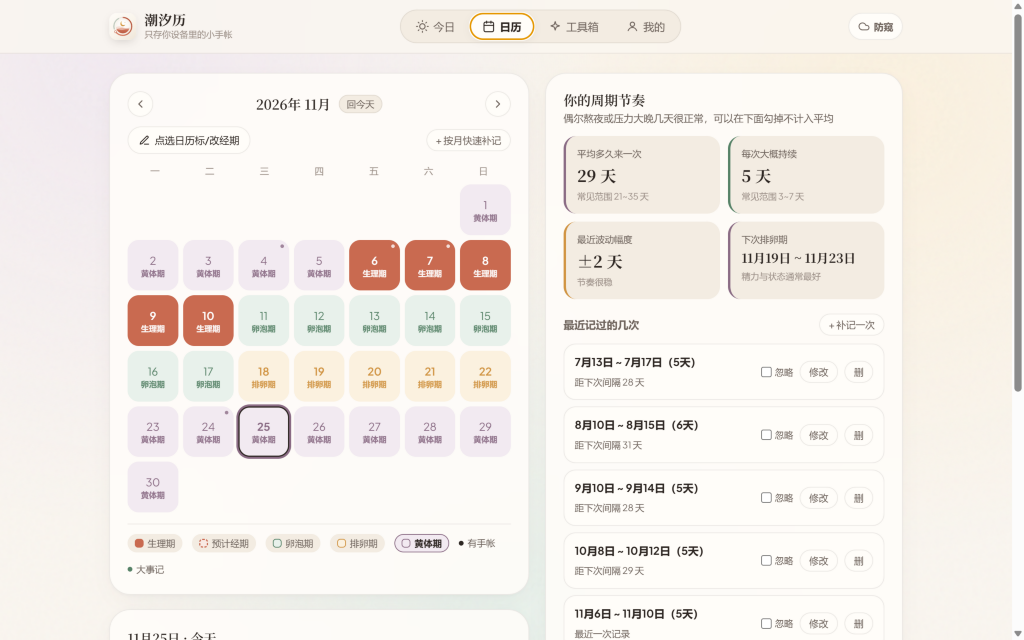 潮汐历
只存你设备里的小手帐
今日
日历
工具箱
我的
防窥
2026年 11月
回今天
点选日历标/改经期
+ 按月快速补记
一 二 三 四 五 六 日
1
黄体期
2 3 4 5 6 7 8
黄体期 黄体期 黄体期 黄体期 生理期 生理期 生理期
9 10 11 12 13 14 15
生理期 生理期 卵泡期 卵泡期 卵泡期 卵泡期 卵泡期
16 17 18 19 20 21 22
卵泡期 卵泡期 排卵期 排卵期 排卵期 排卵期 排卵期
23 24 25 26 27 28 29
黄体期 黄体期 黄体期 黄体期 黄体期 黄体期 黄体期
30
黄体期
生理期 预计经期 卵泡期 排卵期 黄体期 有手帐
大事记
11月25日 · 今天
你的周期节奏
偶尔熬夜或压力大晚几天很正常，可以在下面勾掉不计入平均
平均多久来一次
29 天
常见范围 21~35 天
每次大概持续
5 天
常见范围 3~7 天
最近波动幅度
±2 天
节奏很稳
下次排卵期
11月19日 ~ 11月23日
精力与状态通常最好
最近记过的几次
+ 补记一次
7月13日 ~ 7月17日（5天）
距下次间隔 28 天
忽略 修改 删
8月10日 ~ 8月15日（6天）
距下次间隔 31 天
忽略 修改 删
9月10日 ~ 9月14日（5天）
距下次间隔 28 天
忽略 修改 删
10月8日 ~ 10月12日（5天）
距下次间隔 29 天
忽略 修改 删
11月6日 ~ 11月10日（5天）
最近一次记录
忽略 修改 删